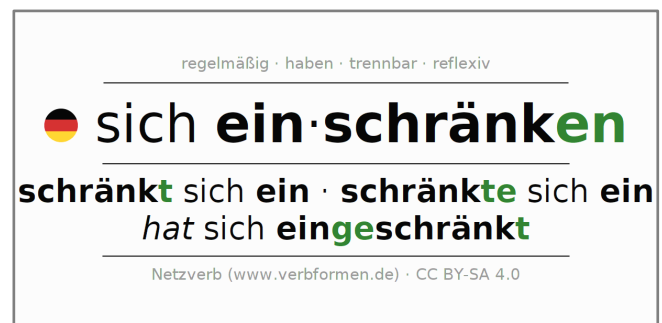 regelmäßig · haben · trennbar · reflexiv
sich ein·schränken
schränkt sich ein · schränkte sich ein
hat sich eingeschränkt
Netzverb (www.verbformen.de) · CC BY-SA 4.0